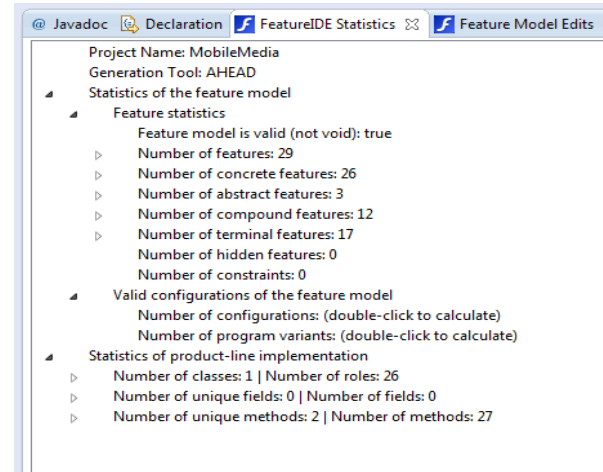 @ Javadoc Declaration FeatureIDE Statistics Feature Model Edits
Project Name: MobileMedia
Generation Tool: AHEAD
Statistics of the feature model
Feature statistics
Feature model is valid (not void): true
Number of features: 29
Number of concrete features: 26
Number of abstract features: 3
Number of compound features: 12
Number of terminal features: 17
Number of hidden features: 0
Number of constraints: 0
Valid configurations of the feature model
Number of configurations: (double-click to calculate)
Number of program variants: (double-click to calculate)
Statistics of product-line implementation
Number of classes: 1 | Number of roles: 26
Number of unique fields: 0 | Number of fields: 0
Number of unique methods: 2 | Number of methods: 27